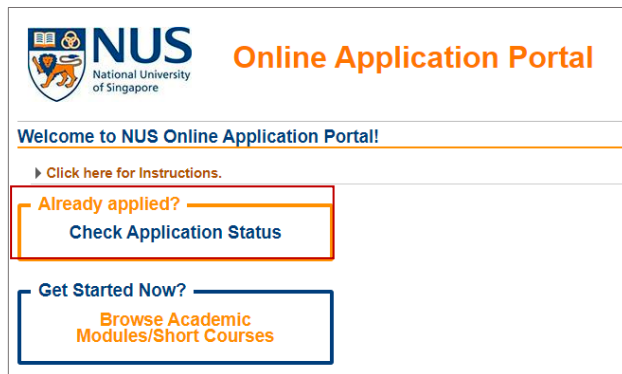 NUS
National University
of Singapore
Online Application Portal
Welcome to NUS Online Application Portal!
Click here for Instructions.
Already applied?
Check Application Status
Get Started Now?
Browse Academic
Modules/Short Courses